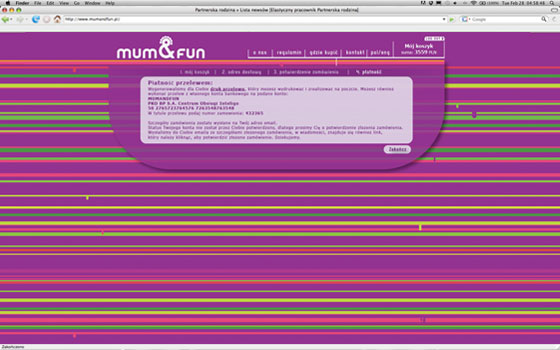 Finder File Edit View Go Window Help
Tue Feb 28 04:58:46
Partnerska rodzina » Lista newsów [Elastyczny pracownik Partnerska rodzina]
http://www.mumandfun.pl/
Google
mum&fun
o nas | regulamin | gdzie kupić | kontakt | pol/eng
Mój koszyk
suma: 3559 PLN
1 mój koszyk | 2 adres dostawy | 3 potwierdzenie zamówienia | 4 płatność
Płatność przelewem:
Wygenerowaliśmy dla Ciebie druk przelewu, który możesz wydrukować i zrealizować na poczcie. Możesz również
wykonać przelew z własnego konta bankowego na podane konto:
MUMANDFUN
PKO BP S.A. Centrum Obsługi
W tytule przelewu podaj numer zamówienia: 432365
Szczegóły zamówienia zostały wysłane na Twój adres email.
Status Twojego konta nie został przez Ciebie potwierdzony, dlatego prosimy Cię o potwierdzenie złożenia zamówienia.
Wysłaliśmy do Ciebie emaila ze szczegółami złożonego zamówienia, w wiadomości, znajduje się również link,
który należy kliknąć, aby potwierdzić złożenie zamówienia. Dziękujemy.
Zakończ
Zakończono